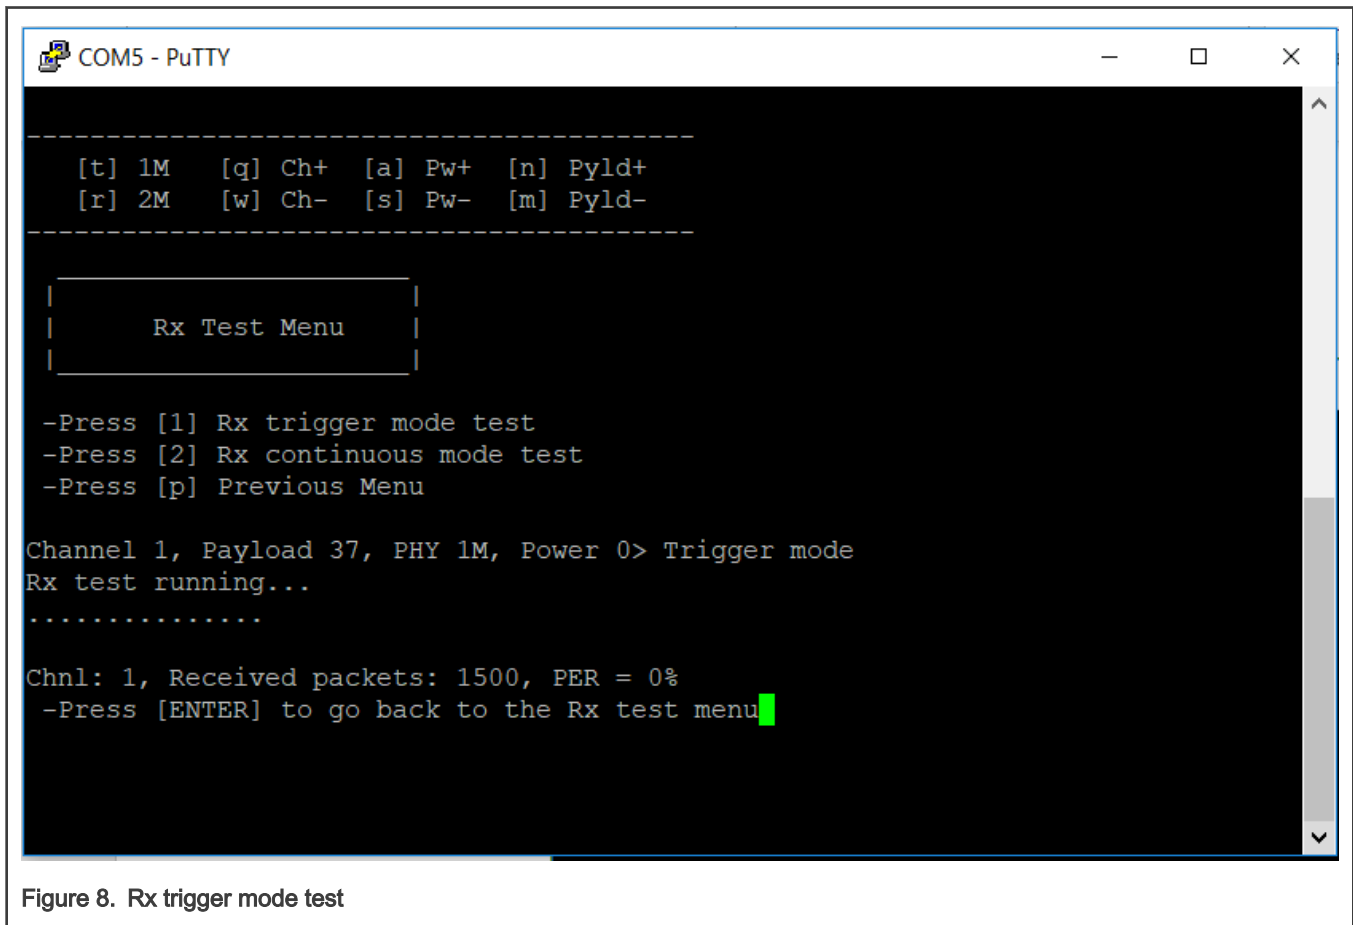 COM5 - PuTTY
--------------------------------------------
[t] 1M [q] Ch+ [a] Pw+ [n] Pyld+
[r] 2M [w] Ch- [s] Pw- [m] Pyld-
--------------------------------------------
Rx Test Menu
-Press [1] Rx trigger mode test
-Press [2] Rx continuous mode test
-Press [p] Previous Menu
Channel 1, Payload 37, PHY 1M, Power 0> Trigger mode
Rx test running...
...............
Chnl: 1, Received packets: 1500, PER = 0%
-Press [ENTER] to go back to the Rx test menu
Figure 8. Rx trigger mode test